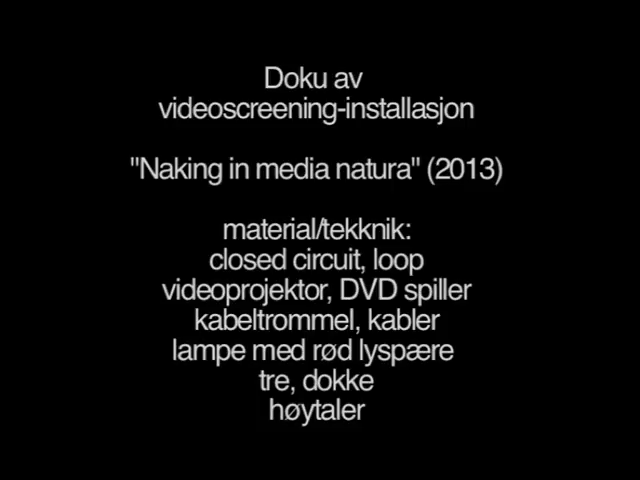 Doku av
videoscreening-installasjon
"Naking in media natura" (2013)
material/tekknik:
closed circuit, loop
videoprojektor, DVD spiller
kabeltrommel, kabler
lampe med rød lyspære
tre, dokke
høytaler